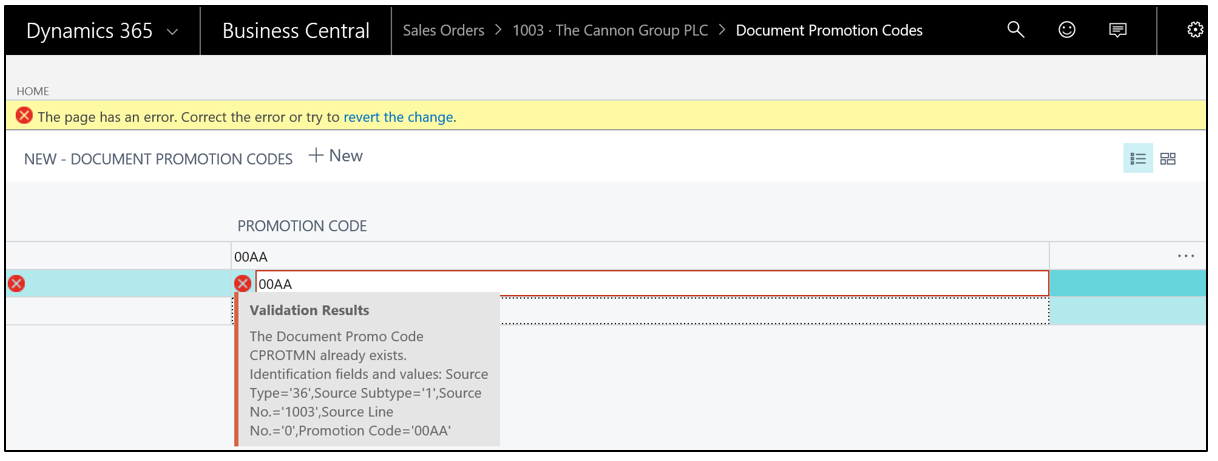 Dynamics 365 Business Central Sales Orders > 1003 · The Cannon Group PLC > Document Promotion Codes
HOME
The page has an error. Correct the error or try to revert the change.
NEW - DOCUMENT PROMOTION CODES + New
PROMOTION CODE
00AA
00AA
Validation Results
The Document Promo Code
CPROTMN already exists.
Identification fields and values: Source
Type='36',Source Subtype='1',Source
No.='1003',Source Line
No.='0',Promotion Code='00AA'